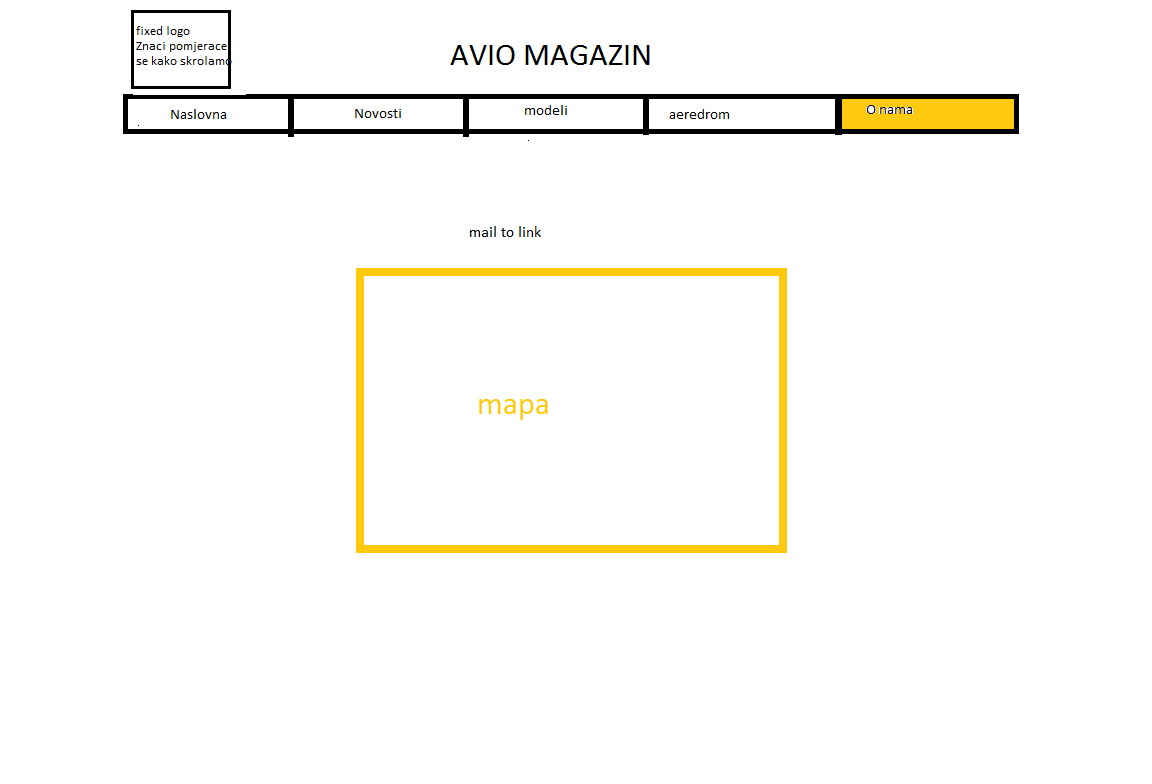 fixed logo
Znaci pomjerace
se kako skrolamo
AVIO MAGAZIN
Naslovna
Novosti
modeli
aeredrom
O nama
mail to link
mapa